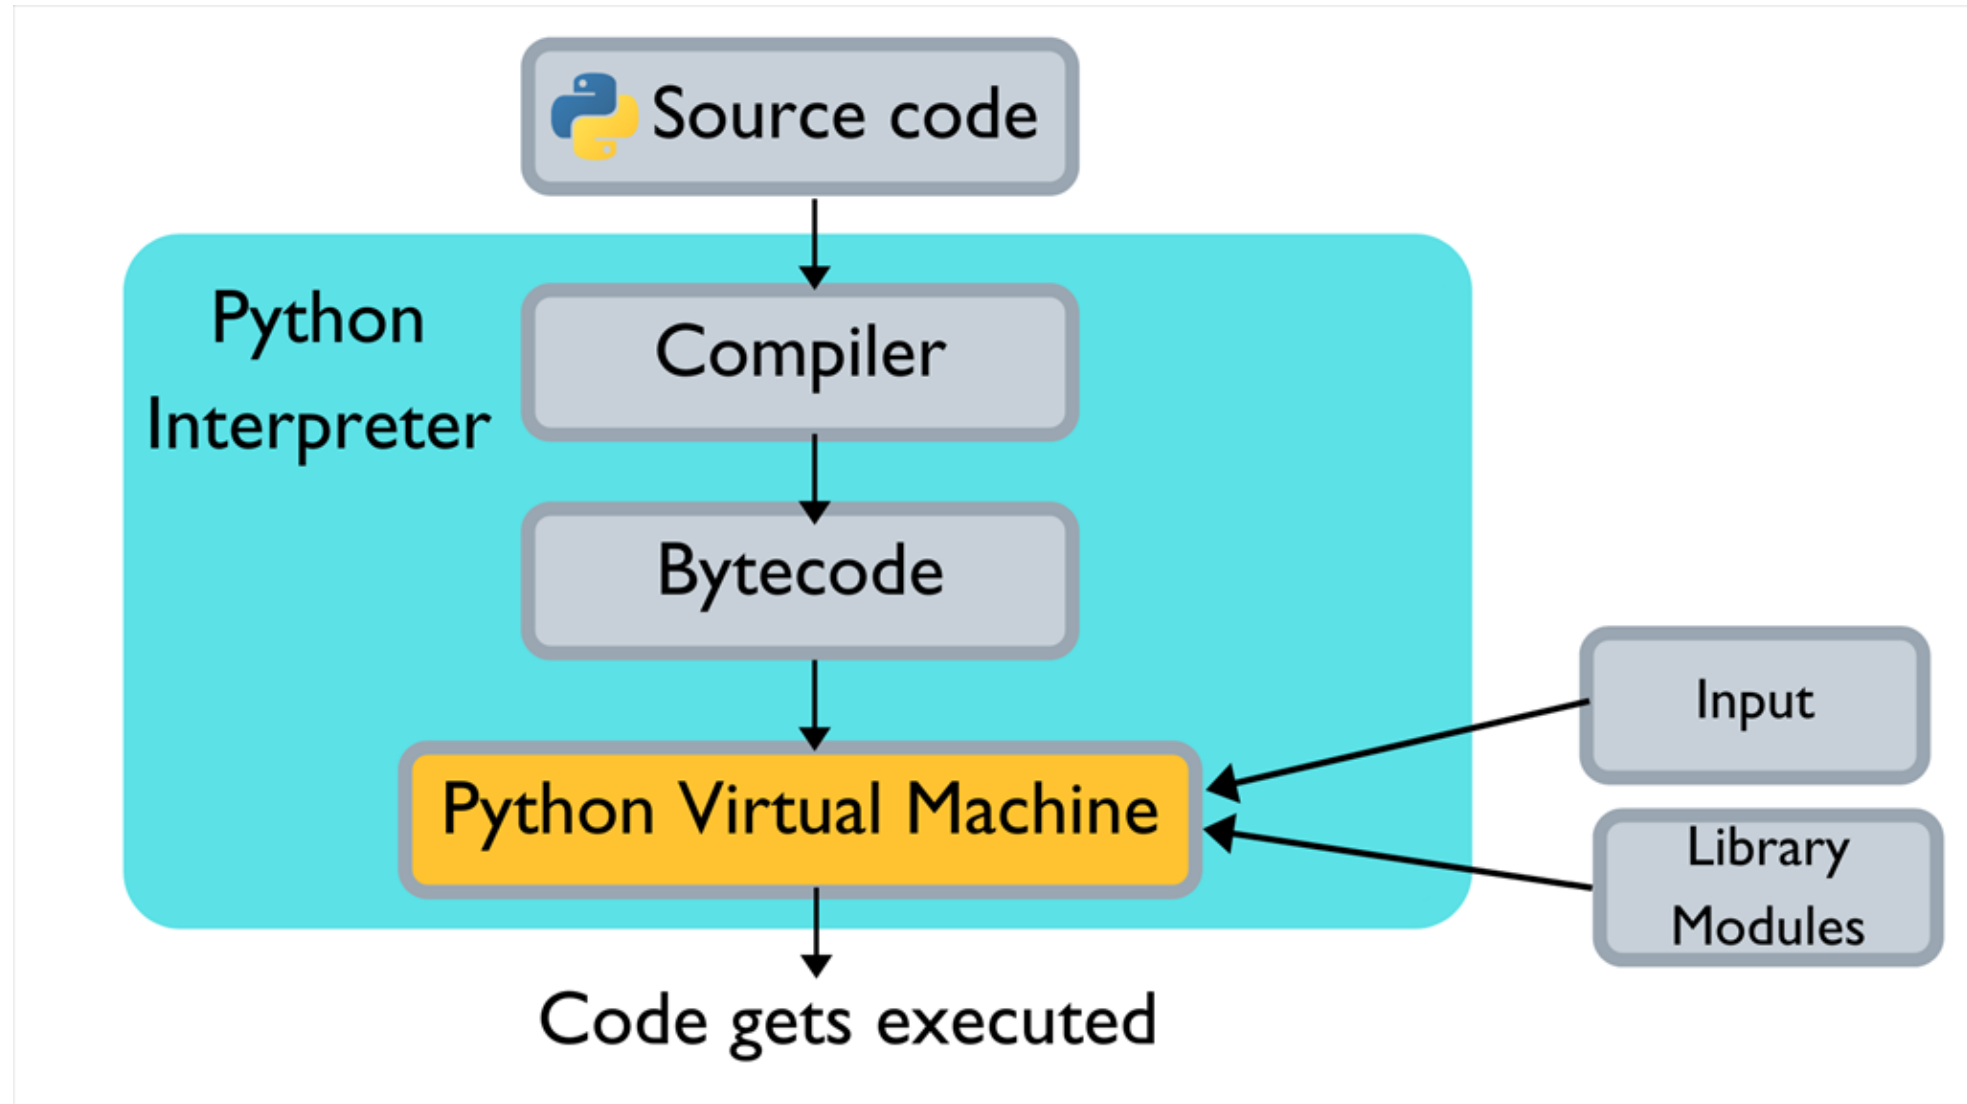 Source code
Python
Interpreter
Compiler
Bytecode
Input
Python Virtual Machine
Library
Modules
Code gets executed